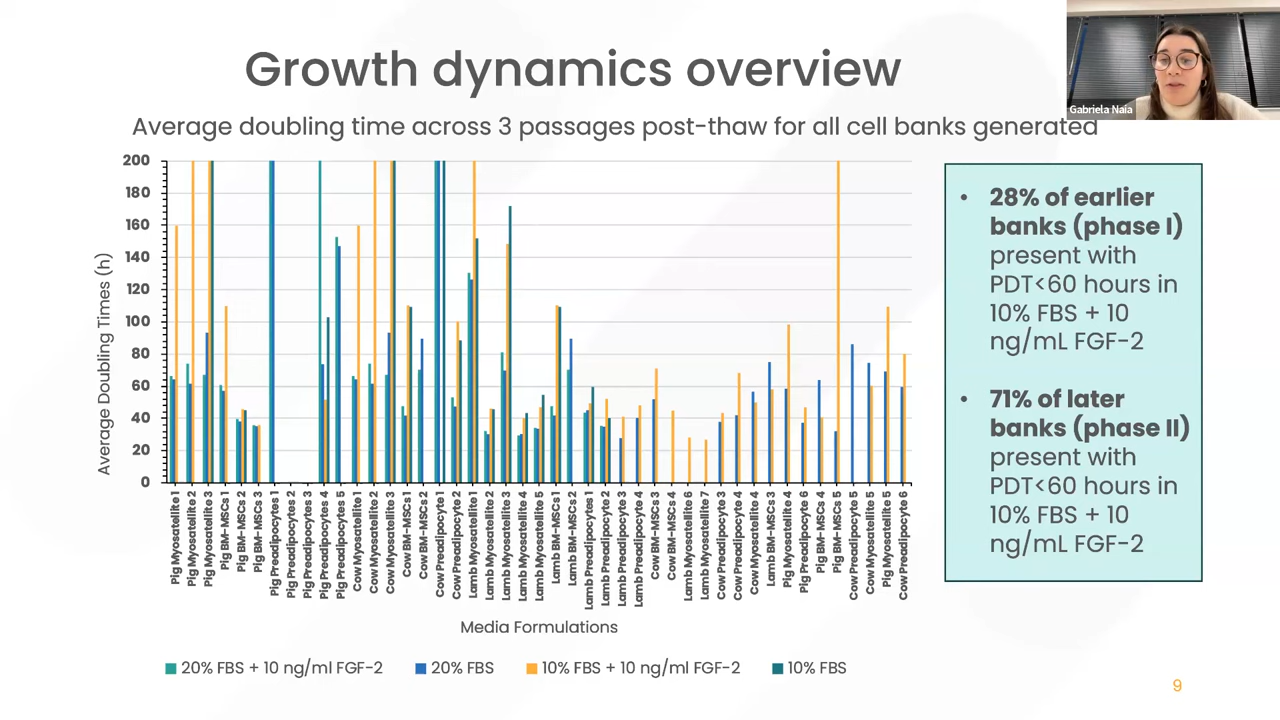 Growth dynamics overview
Gabriela Naía
Average doubling time across 3 passages post-thaw for all cell banks generated
Average Doubling Times (h)
200
180
160
140
120
100
80
60
40
20
0
Pig Myosatellite 1
Pig Myosatellite 2
Pig Myosatellite 3
Pig BM-MSCs 1
Pig BM-MSCs 2
Pig BM-MSCs 3
Pig Preadipocytes 1
Pig Preadipocytes 2
Pig Preadipocytes 3
Pig Preadipocytes 4
Pig Preadipocytes 5
Cow Myosatellite 1
Cow Myosatellite 2
Cow Myosatellite 3
Cow BM-MSCs 1
Cow BM-MSCs 2
Cow Preadipocyte 1
Cow Preadipocyte 2
Lamb Myosatellite 1
Lamb Myosatellite 2
Lamb Myosatellite 3
Lamb Myosatellite 4
Lamb Myosatellite 5
Lamb BM-MSCs 1
Lamb BM-MSCs 2
Lamb Preadipocytes 1
Lamb Preadipocyte 2
Lamb Preadipocyte 3
Lamb Preadipocyte 4
Cow BM-MSCs 3
Cow BM-MSCs 4
Lamb Myosatellite 6
Lamb Myosatellite 7
Cow Preadipocyte 3
Cow Preadipocyte 4
Cow Myosatellite 4
Lamb BM-MSCs 3
Pig Myosatellite 4
Pig Preadipocyte 6
Pig BM-MSCs 4
Pig BM-MSCs 5
Cow Preadipocyte 5
Cow Myosatellite 5
Pig Myosatellite 5
Cow Preadipocyte 6
Media Formulations
20% FBS + 10 ng/ml FGF-2
20% FBS
10% FBS + 10 ng/ml FGF-2
10% FBS
• 28% of earlier
banks (phase I)
present with
PDT<60 hours in
10% FBS + 10
ng/mL FGF-2
• 71% of later
banks (phase II)
present with
PDT<60 hours in
10% FBS + 10
ng/mL FGF-2
9